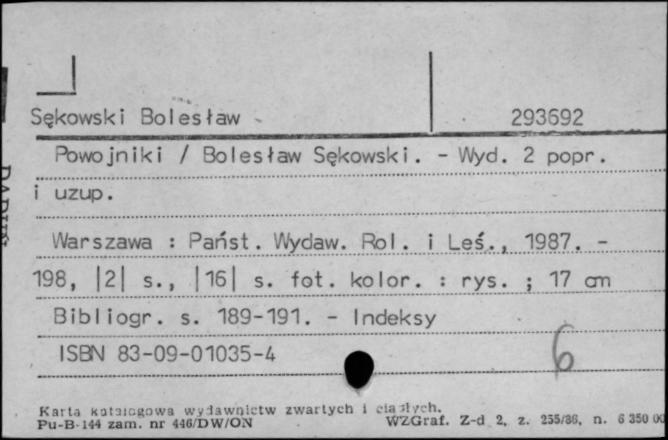 Sękowski Bolesław 293692
Powojniki / Bolesław Sękowski. - Wyd. 2 popr.
i uzup.
Warszawa : Państ. Wydaw. Rol. i Leś., 1987. -
198, |2| s., |16| s. fot. kolor. : rys. ; 17 cm
Bibliogr. s. 189-191. - Indeksy
ISBN 83-09-01035-4 6
Karta katalogowa wydawnictw zwartych i ciągłych.
Pu-B-144 zam. nr 446/DW/ON WZGraf. Z-d 2, z. 255/86, n. 6 350 00